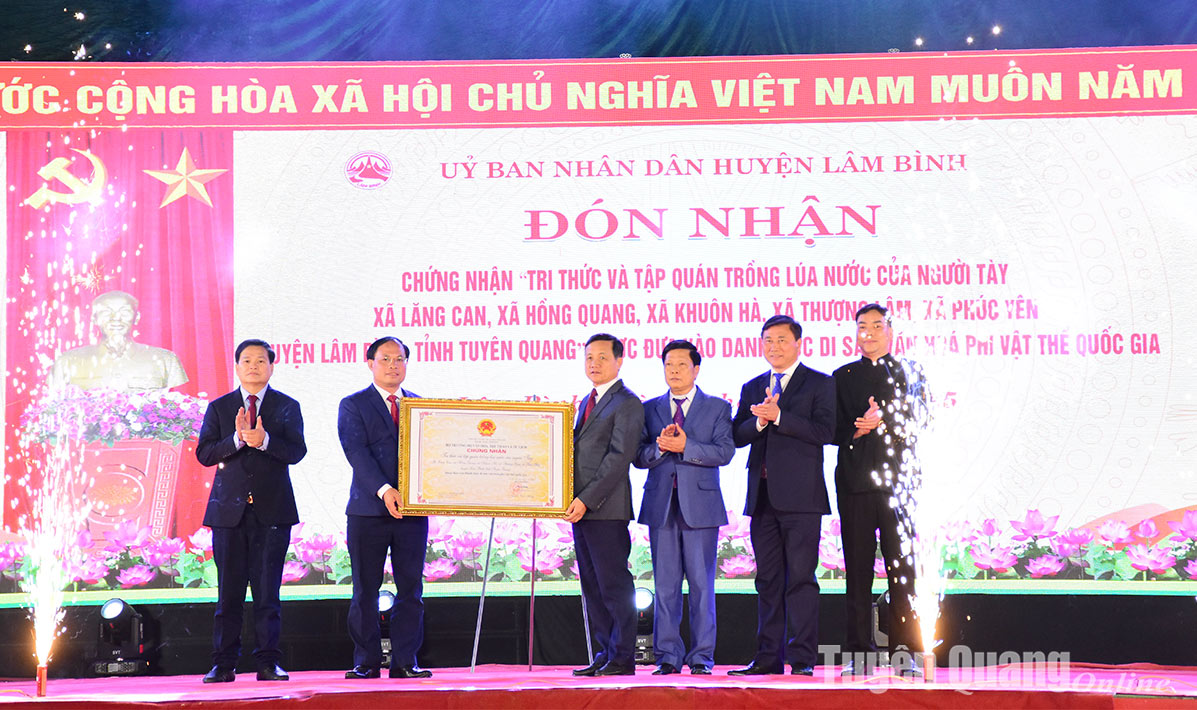 ƯỚC CỘNG HÒA XÃ HỘI CHỦ NGHĨA VIỆT NAM MUÔN NĂM
UỶ BAN NHÂN DÂN HUYỆN LÂM BÌNH
ĐÓN NHẬN
CHỨNG NHẬN "TRI THỨC VÀ TẬP QUÁN TRỒNG LÚA NƯỚC CỦA NGƯỜI TÀY
XÃ LĂNG CAN, XÃ HỒNG QUANG, XÃ KHUÔN HÀ, XÃ THƯỢNG LÂM, XÃ PHÚC YÊN
HUYỆN LÂM TỈNH TUYÊN QUANG" DI SẢN VĂN HOÁ PHI VẬT THỂ QUỐC GIA
CHỨNG NHẬN
Tuyên Quang Online